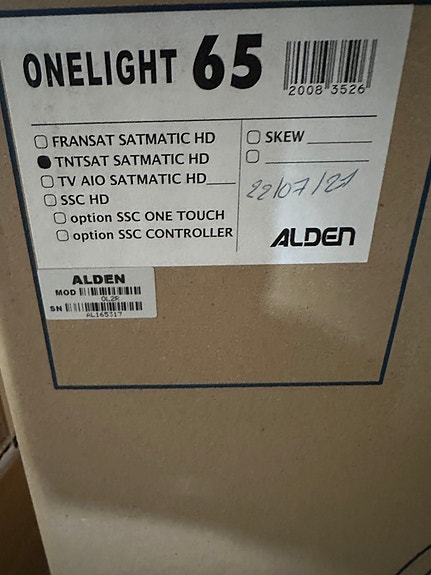 ONELIGHT 65
2008 3526
FRANSAT SATMATIC HD
TNTSAT SATMATIC HD
TV AIO SATMATIC HD
SSC HD
option SSC ONE TOUCH
option SSC CONTROLLER
SKEW
22/07/21
ALDEN
ALDEN
MOD
OL2R
SN
AL165317